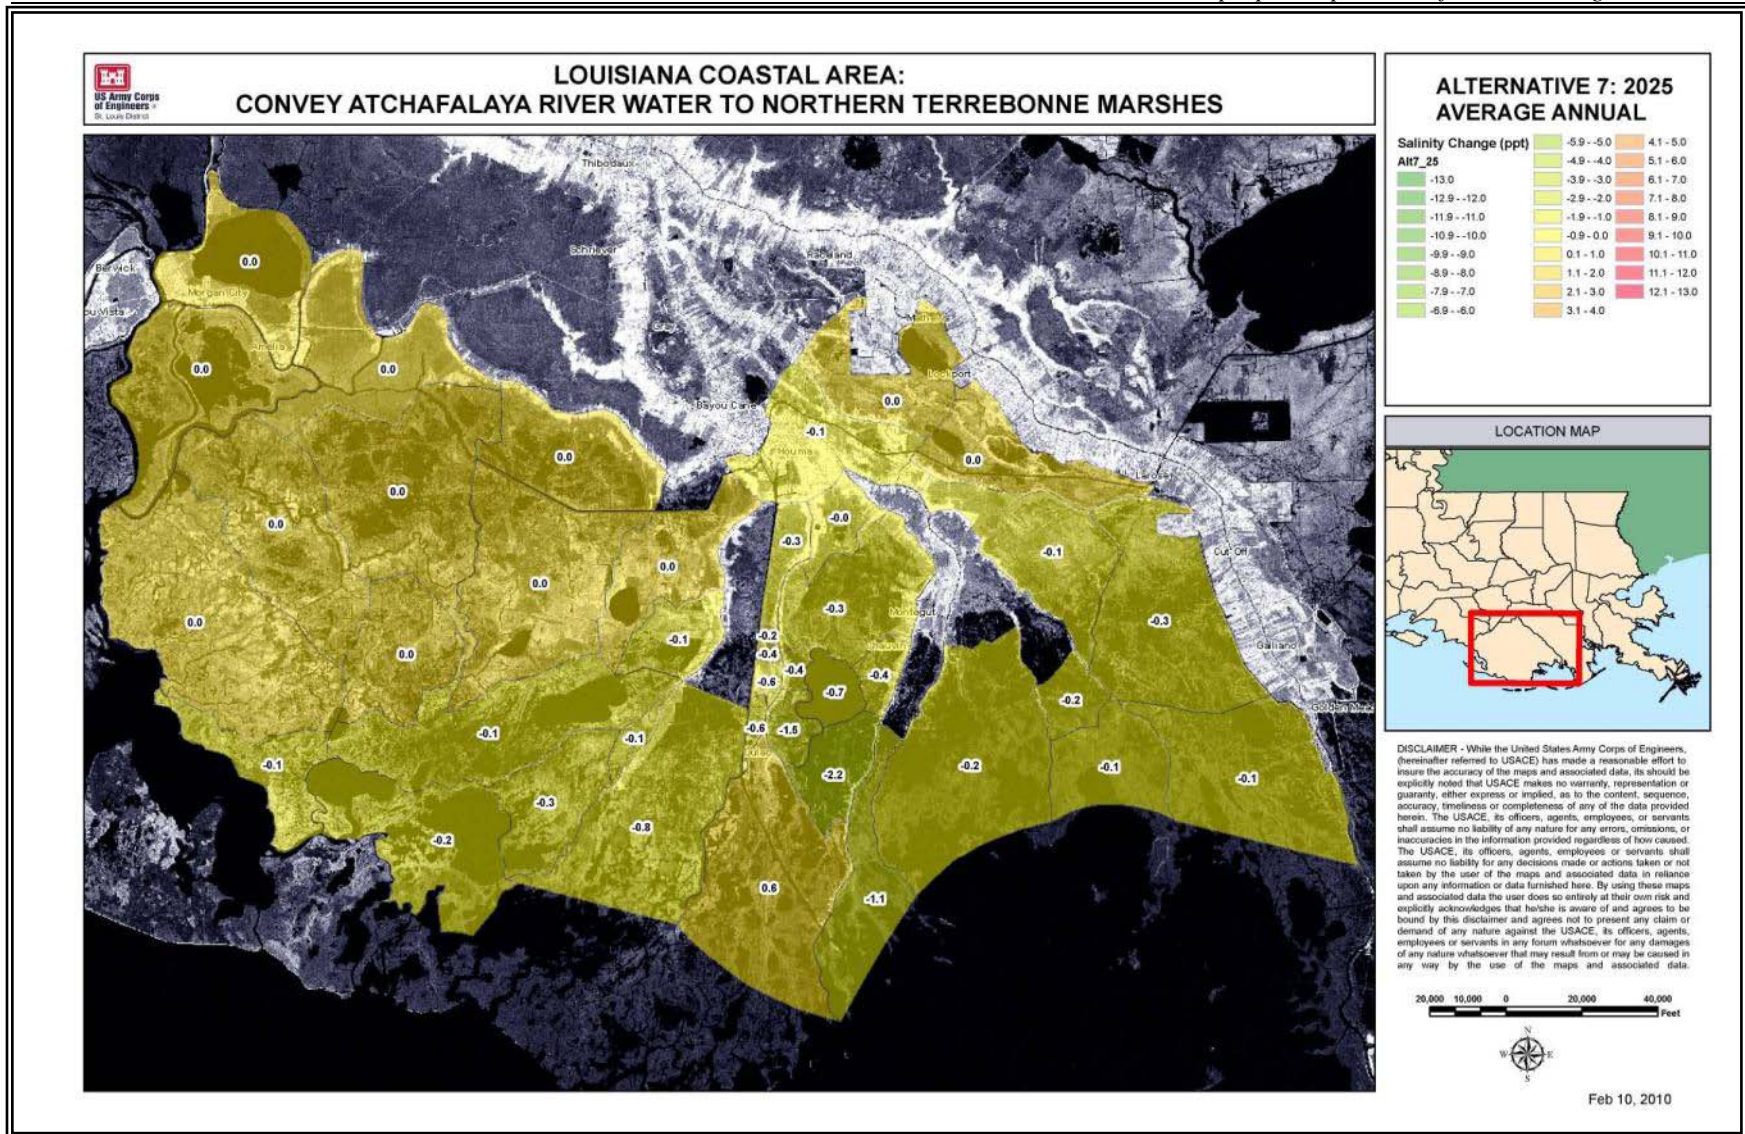 US Army Corps
of Engineers
St. Louis District
LOUISIANA COASTAL AREA:
CONVEY ATCHAFALAYA RIVER WATER TO NORTHERN TERREBONNE MARSHES
ALTERNATIVE 7: 2025
AVERAGE ANNUAL
Salinity Change (ppt)
Alt7_25
-13.0
-12.9 - -12.0
-11.9 - -11.0
-10.9 - -10.0
-9.9 - -9.0
-8.9 - -8.0
-7.9 - -7.0
-6.9 - -6.0
-5.9 - -5.0
-4.9 - -4.0
-3.9 - -3.0
-2.9 - -2.0
-1.9 - -1.0
-0.9 - 0.0
0.1 - 1.0
1.1 - 2.0
2.1 - 3.0
3.1 - 4.0
4.1 - 5.0
5.1 - 6.0
6.1 - 7.0
7.1 - 8.0
8.1 - 9.0
9.1 - 10.0
10.1 - 11.0
11.1 - 12.0
12.1 - 13.0
Thibodaux
Schriever
Raceland
Berwick
0.0
Morgan City
ou Vista
Gray
Amelia
0.0
0.0
Lockport
Bayou Cane
0.0
-0.1
Houma
0.0
0.0
Larose
0.0
0.0
-0.0
-0.3
-0.1
Cut Off
0.0
0.0
-0.3
Montegut
0.0
-0.3
-0.1
-0.2
Chauvin
Galliano
0.0
-0.4
-0.4
-0.4
-0.6
-0.7
-0.2
Golden Mea
-0.1
-0.1
-0.6
-1.5
-0.1
-2.2
-0.2
-0.1
-0.1
-0.3
-0.8
-0.2
0.6
-1.1
LOCATION MAP
DISCLAIMER - While the United States Army Corps of Engineers,
(hereinafter referred to USACE) has made a reasonable effort to
insure the accuracy of the maps and associated data, its should be
explicitly noted that USACE makes no warranty, representation or
guaranty, either express or implied, as to the content, sequence,
accuracy, timeliness or completeness of any of the data provided
herein. The USACE, its officers, agents, employees, or servants
shall assume no liability of any nature for any errors, omissions, or
inaccuracies in the information provided regardless of how caused.
The USACE, its officers, agents, employees or servants shall
assume no liability for any decisions made or actions taken or not
taken by the user of the maps and associated data in reliance
upon any information or data furnished here. By using these maps
and associated data the user does so entirely at their own risk and
explicitly acknowledges that he/she is aware of and agrees to be
bound by this disclaimer and agrees not to present any claim or
demand of any nature against the USACE, its officers, agents,
employees or servants in any forum whatsoever for any damages
of any nature whatsoever that may result from or may be caused in
any way by the use of the maps and associated data.
20,000 10,000 0 20,000 40,000
Feet
N
W E
S
Feb 10, 2010